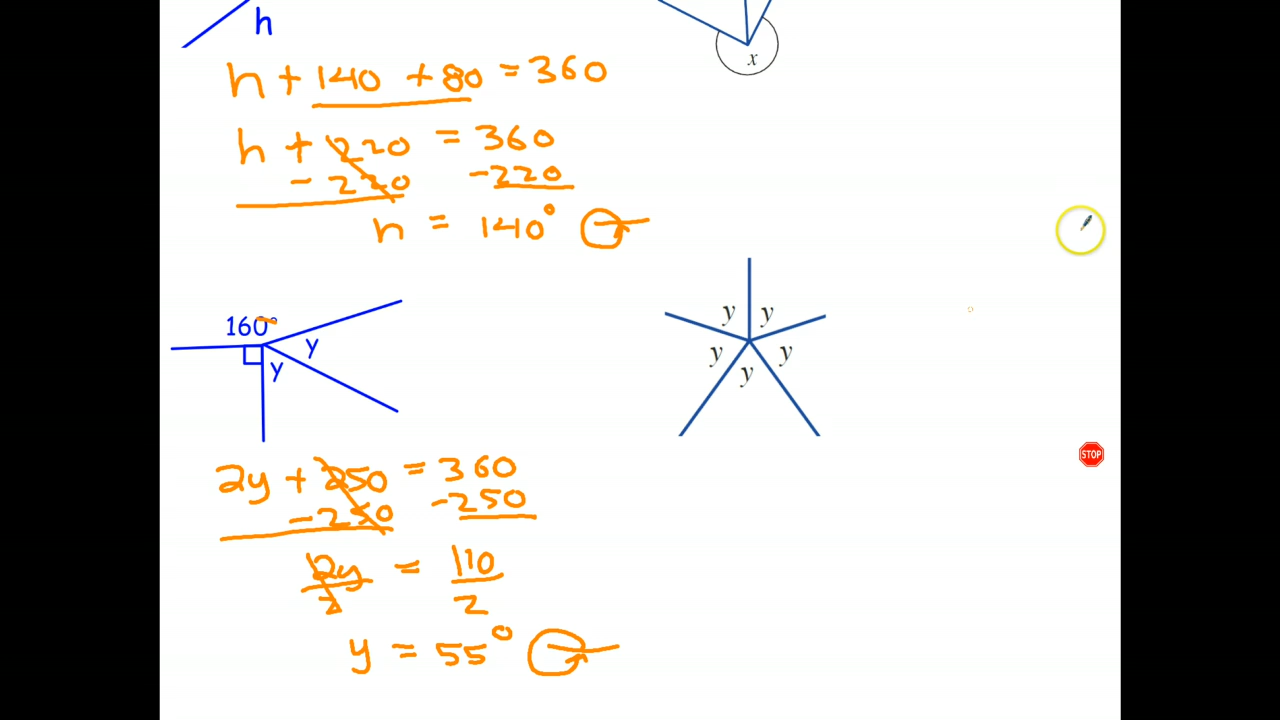 h
x
h + 140 + 80 = 360
h + 220 = 360
- 220 -220
h = 140°
160°
y
y
y y
y y
y
STOP
2y + 250 = 360
- 250 -250
2y = 110
2 2
y = 55°